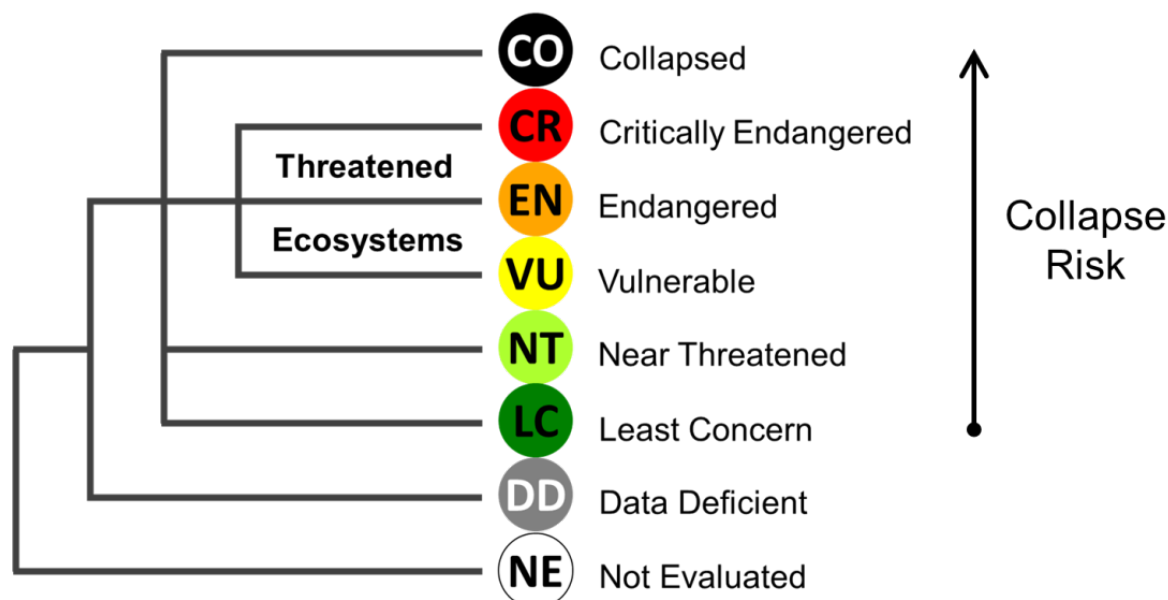 CO Collapsed
CR Critically Endangered
Threatened
EN Endangered
Ecosystems
VU Vulnerable
NT Near Threatened
LC Least Concern
DD Data Deficient
NE Not Evaluated
Collapse
Risk